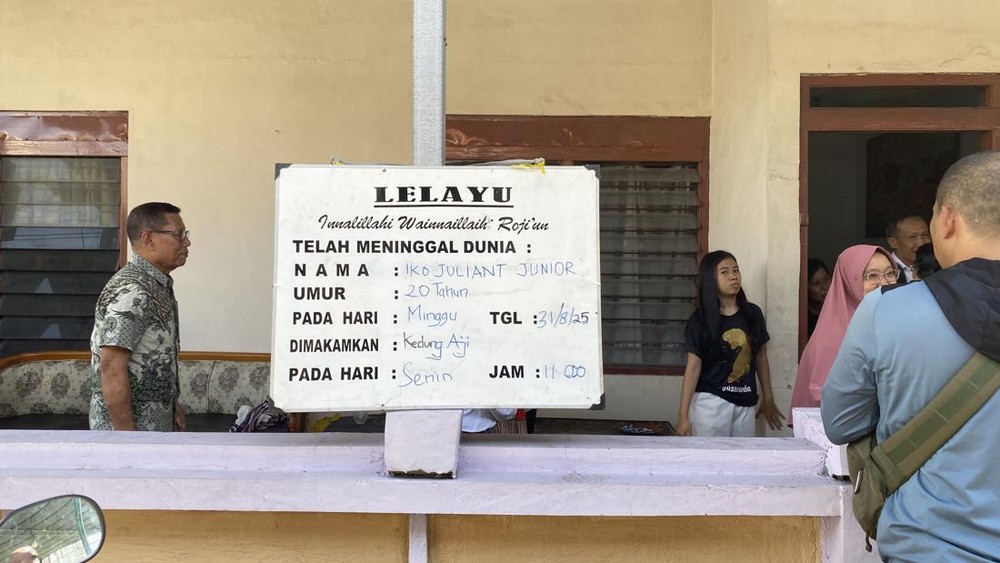 LELAYU
Innalillahi Wainnaillaih' Roji'un
TELAH MENINGGAL DUNIA :
NAMA : IKO JULIANT JUNIOR
UMUR : 20 Tahun
PADA HARI : Minggu TGL : 31/8/25
DIMAKAMKAN : Kedung Aji
PADA HARI : Senin JAM : 11.00